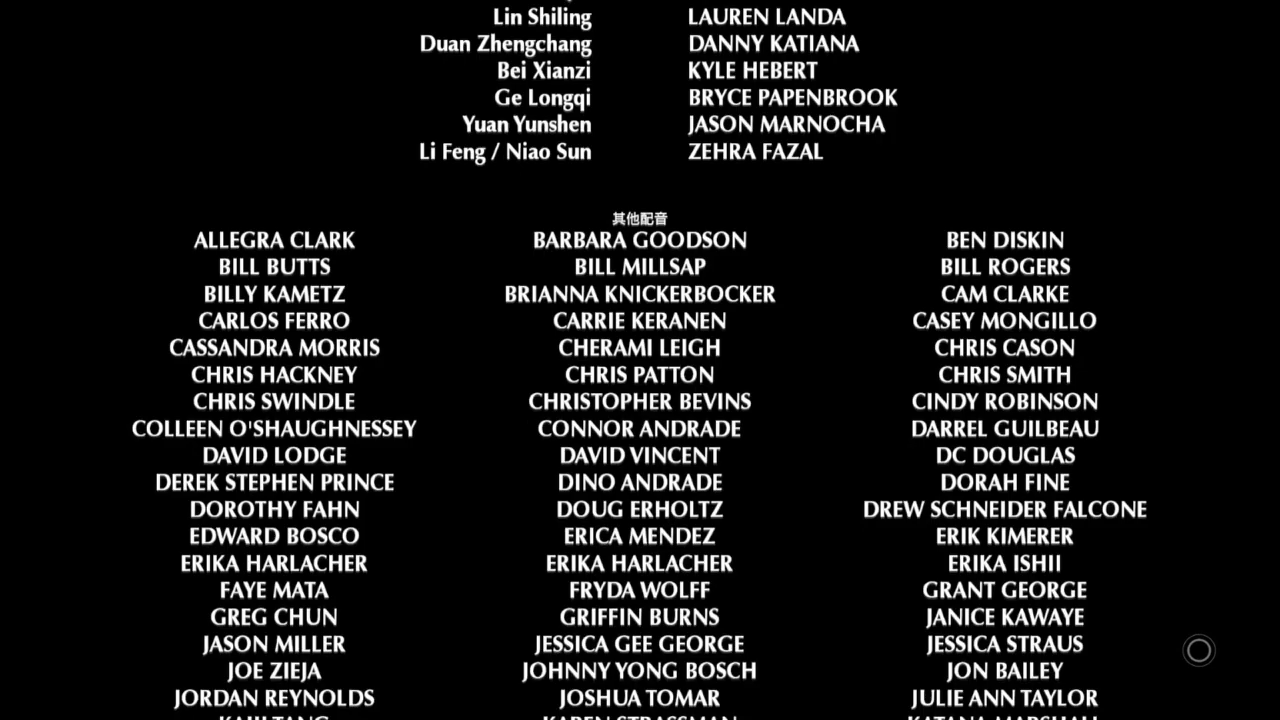 Lin Shiling LAUREN LANDA
Duan Zhengchang DANNY KATIANA
Bei Xianzi KYLE HEBERT
Ge Longqi BRYCE PAPENBROOK
Yuan Yunshen JASON MARNOCHA
Li Feng / Niao Sun ZEHRA FAZAL
其他配音
ALLEGRA CLARK BARBARA GOODSON BEN DISKIN
BILL BUTTS BILL MILLSAP BILL ROGERS
BILLY KAMETZ BRIANNA KNICKERBOCKER CAM CLARKE
CARLOS FERRO CARRIE KERANEN CASEY MONGILLO
CASSANDRA MORRIS CHERAMI LEIGH CHRIS CASON
CHRIS HACKNEY CHRIS PATTON CHRIS SMITH
CHRIS SWINDLE CHRISTOPHER BEVINS CINDY ROBINSON
COLLEEN O'SHAUGHNESSEY CONNOR ANDRADE DARREL GUILBEAU
DAVID LODGE DAVID VINCENT DC DOUGLAS
DEREK STEPHEN PRINCE DINO ANDRADE DORAH FINE
DOROTHY FAHN DOUG ERHOLTZ DREW SCHNEIDER FALCONE
EDWARD BOSCO ERICA MENDEZ ERIK KIMERER
ERIKA HARLACHER ERIKA HARLACHER ERIKA ISHII
FAYE MATA FRYDA WOLFF GRANT GEORGE
GREG CHUN GRIFFIN BURNS JANICE KAWAYE
JASON MILLER JESSICA GEE GEORGE JESSICA STRAUS
JOE ZIEJA JOHNNY YONG BOSCH JON BAILEY
JORDAN REYNOLDS JOSHUA TOMAR JULIE ANN TAYLOR
KAREN STRASSMAN KATANA MARSHALL